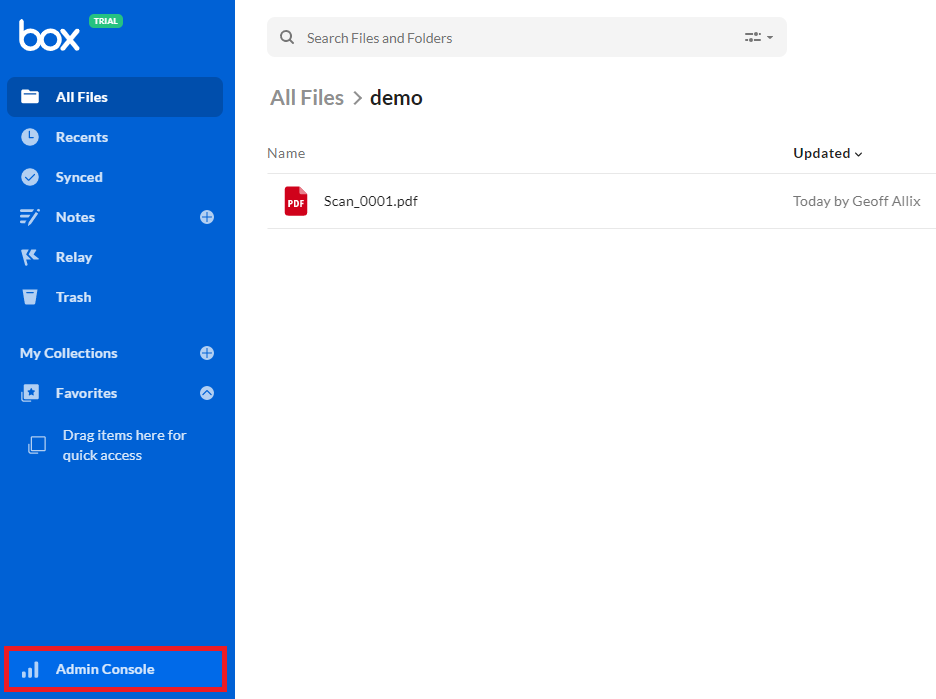 box
TRIAL
All Files
Recents
Synced
Notes
Relay
Trash
My Collections
Favorites
Drag items here for
quick access
Admin Console
Search Files and Folders
All Files > demo
Name
Updated
PDF
Scan_0001.pdf
Today by Geoff Allix